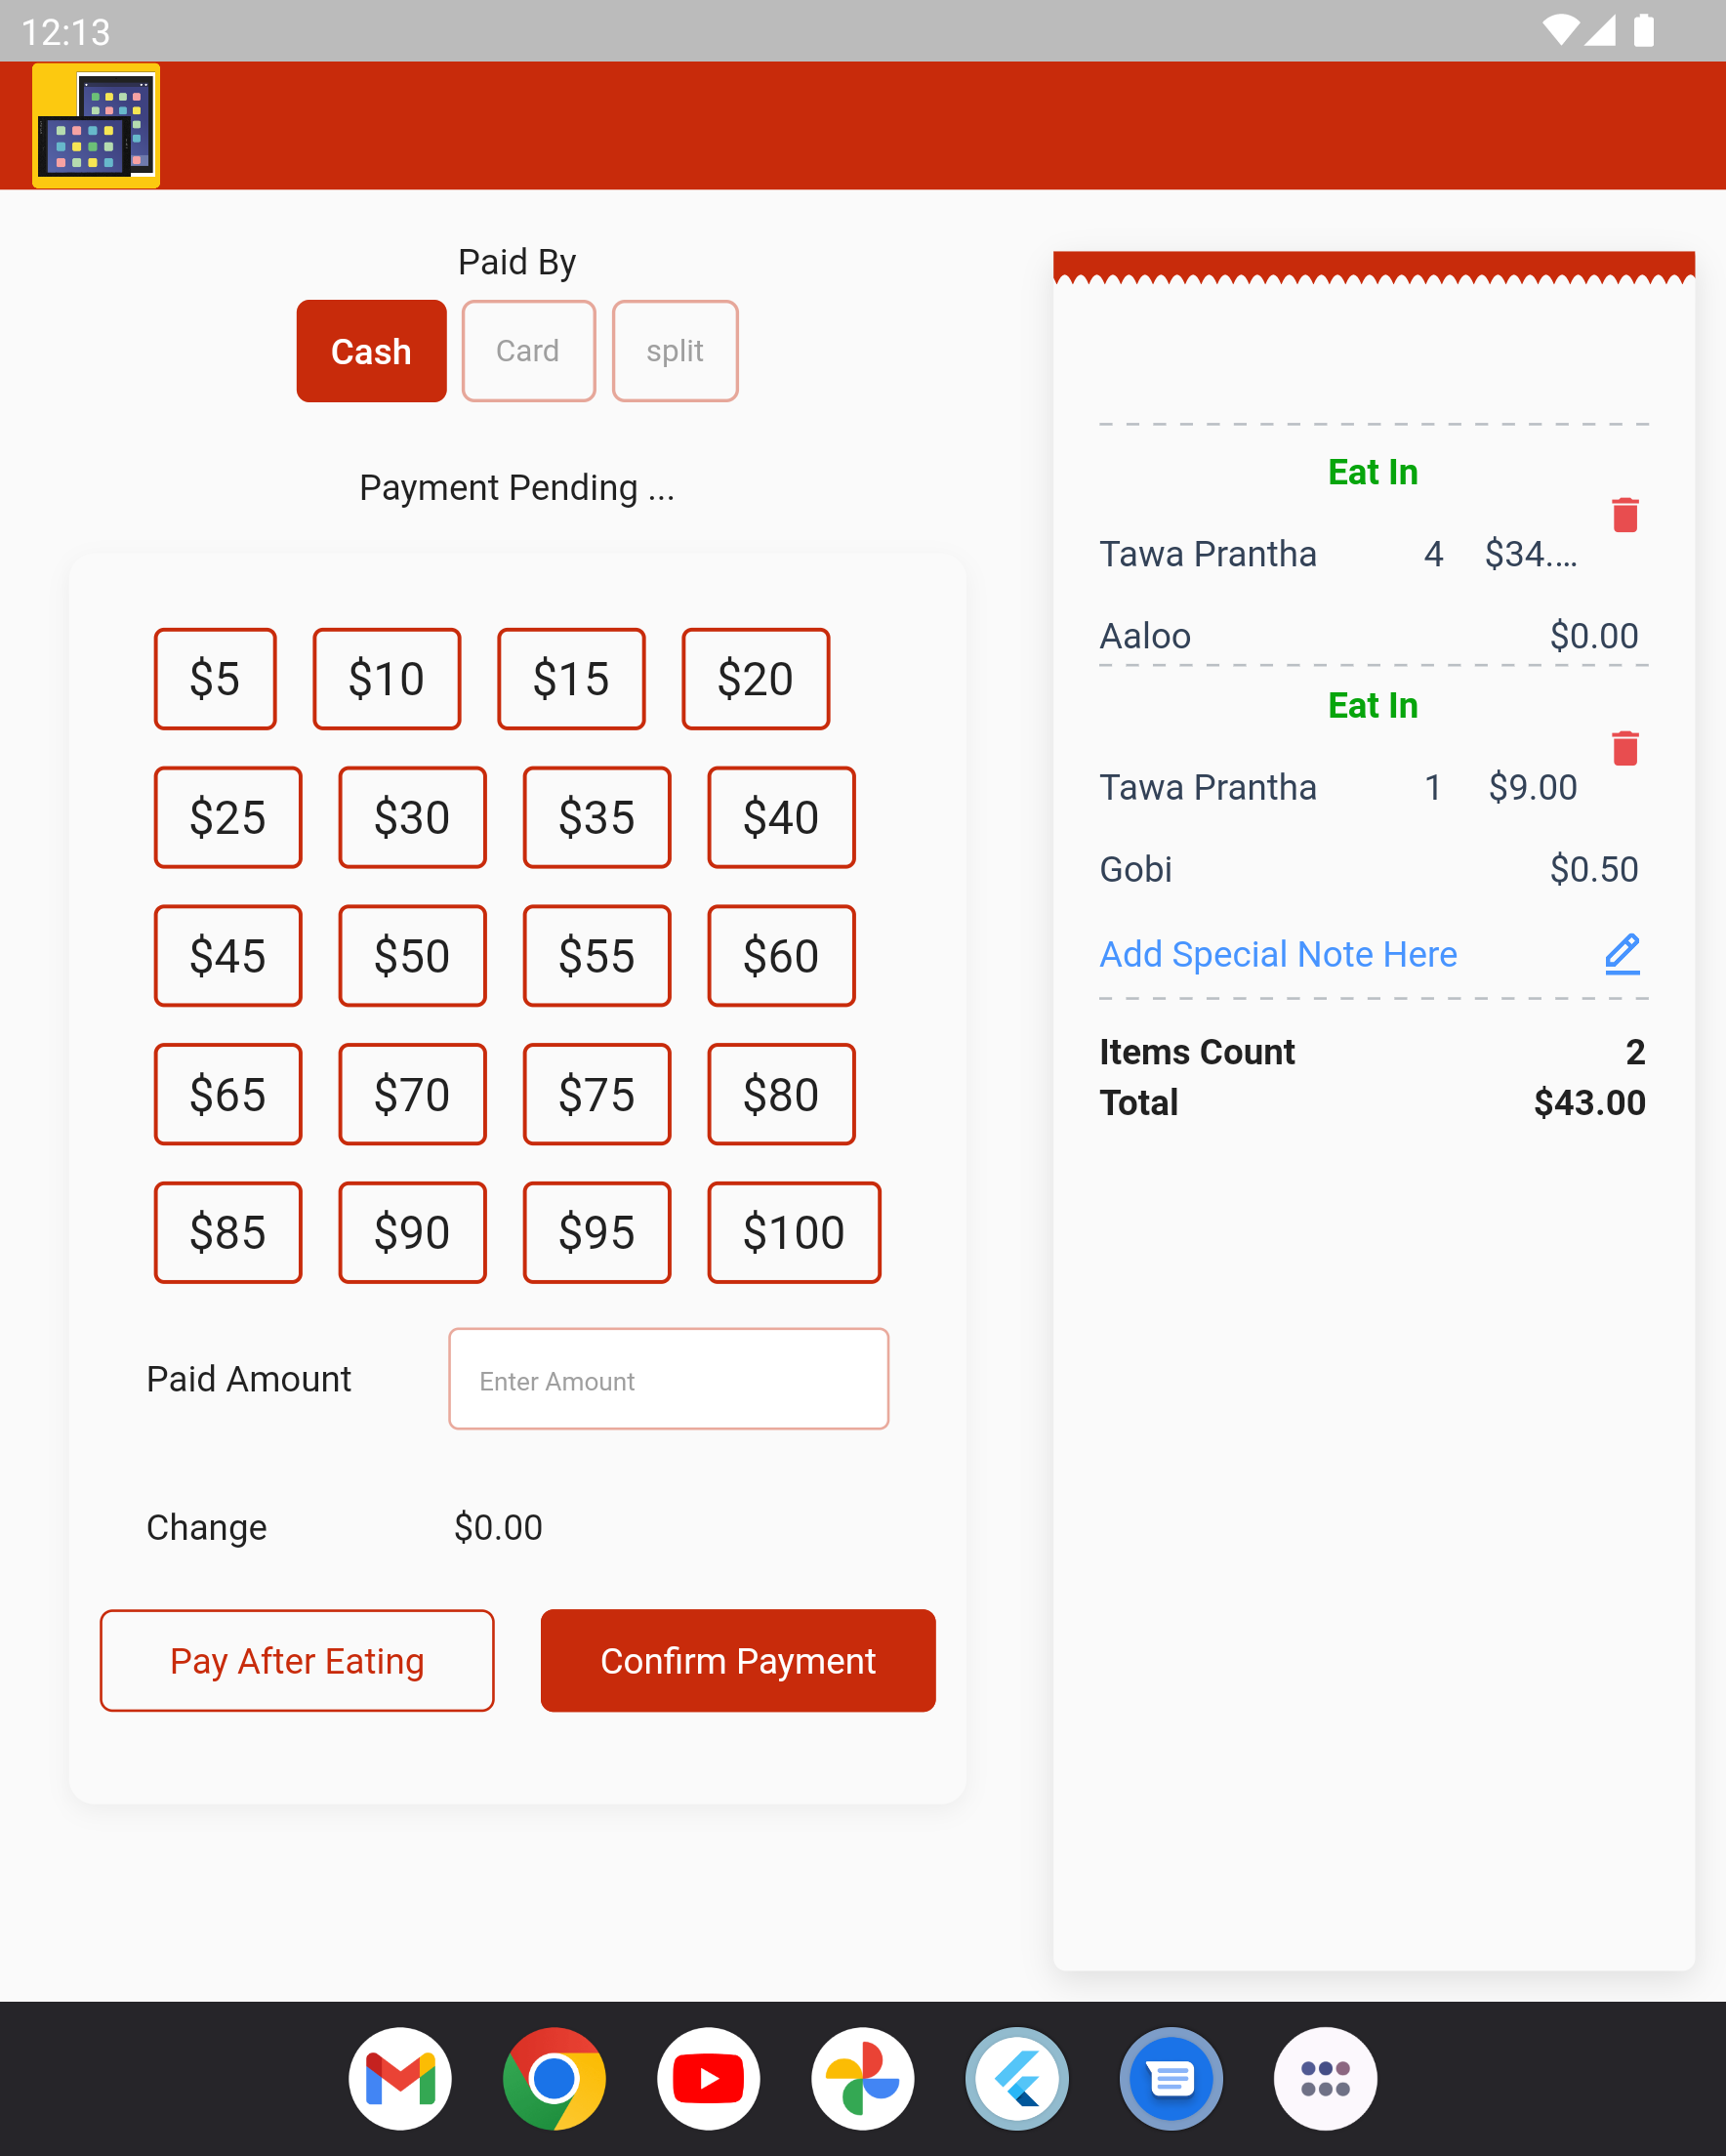 12:13
Paid By
Cash Card split
Payment Pending ...
$5 $10 $15 $20
$25 $30 $35 $40
$45 $50 $55 $60
$65 $70 $75 $80
$85 $90 $95 $100
Paid Amount Enter Amount
Change $0.00
Pay After Eating Confirm Payment
Eat In
Tawa Prantha 4 $34....
Aaloo $0.00
Eat In
Tawa Prantha 1 $9.00
Gobi $0.50
Add Special Note Here
Items Count 2
Total $43.00